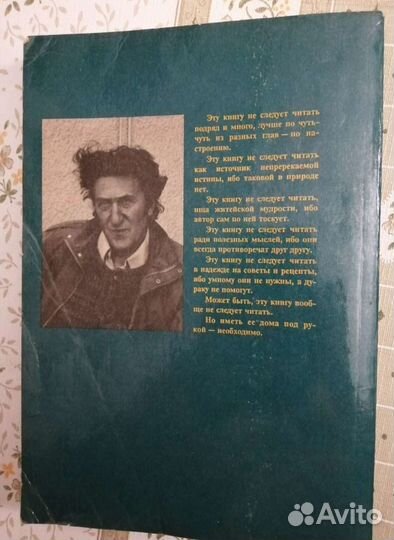 Эту книгу не следует читать
подряд и много, лучше по чуть-
чуть из разных глав — по на-
строению.
Эту книгу не следует читать
как источник непререкаемой
истины, ибо таковой в природе
нет.
Эту книгу не следует читать,
ища житейской мудрости, ибо
автор сам по ней тоскует.
Эту книгу не следует читать
ради полезных мыслей, ибо они
всегда противоречат друг другу.
Эту книгу не следует читать
в надежде на советы и рецепты,
ибо умному они не нужны, а ду-
раку не помогут.
Может быть, эту книгу вооб-
ще не следует читать.
Но иметь ее дома под ру-
кой — необходимо.
Avito